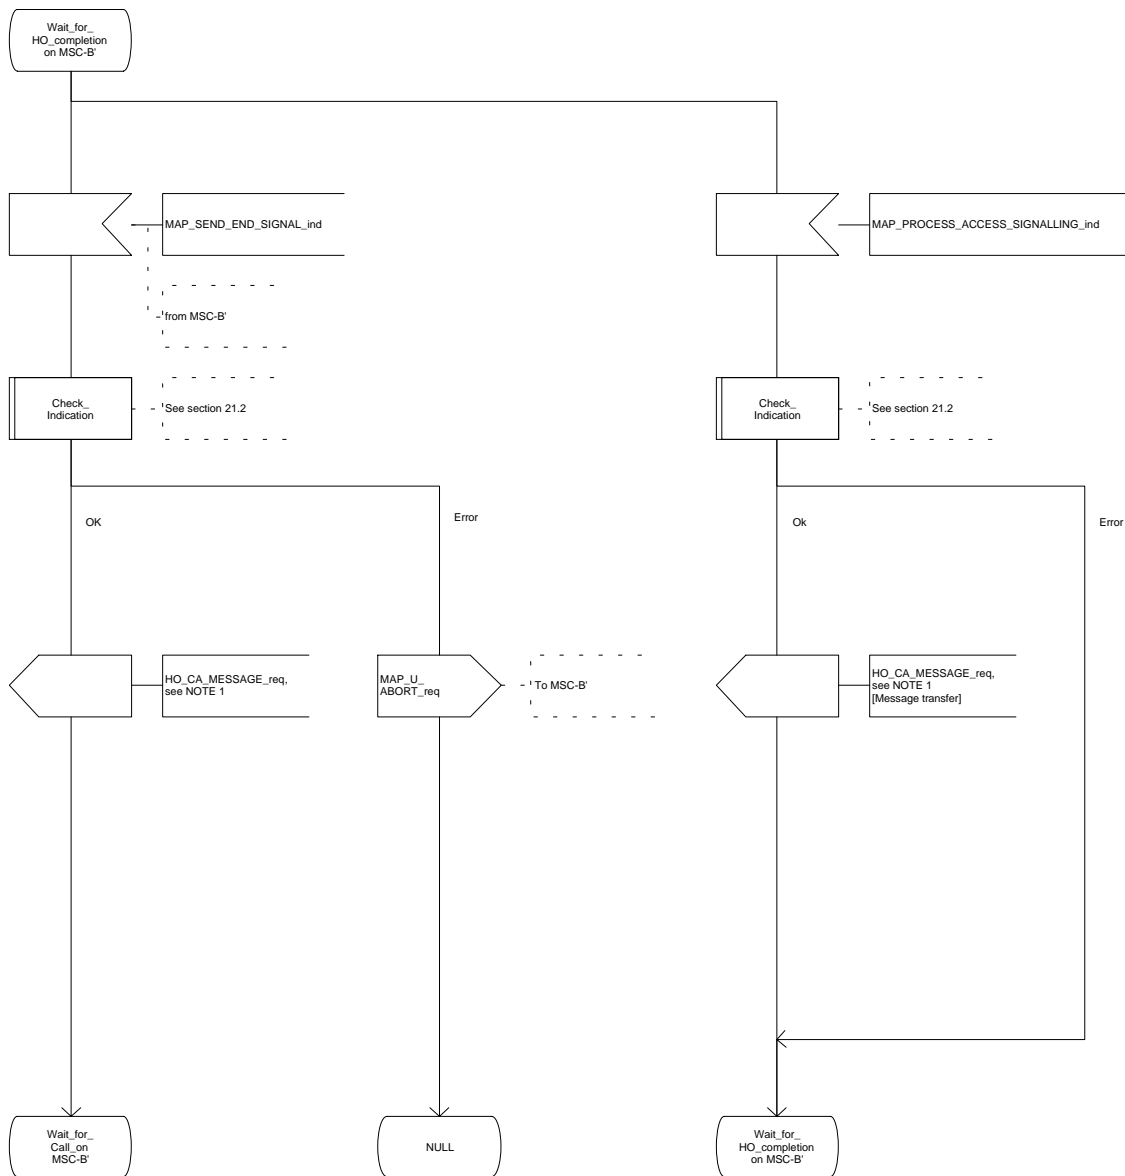 Wait_for_
HO_completion
on MSC-B'
MAP_SEND_END_SIGNAL_ind
MAP_PROCESS_ACCESS_SIGNALLING_ind
from MSC-B'
Check_
Indication
See section 21.2
Check_
Indication
See section 21.2
OK
Error
Ok
Error
HO_CA_MESSAGE_req,
see NOTE 1
MAP_U_
ABORT_req
To MSC-B'
HO_CA_MESSAGE_req,
see NOTE 1
[Message transfer]
Wait_for_
Call_on
MSC-B'
NULL
Wait_for_
HO_completion
on MSC-B'